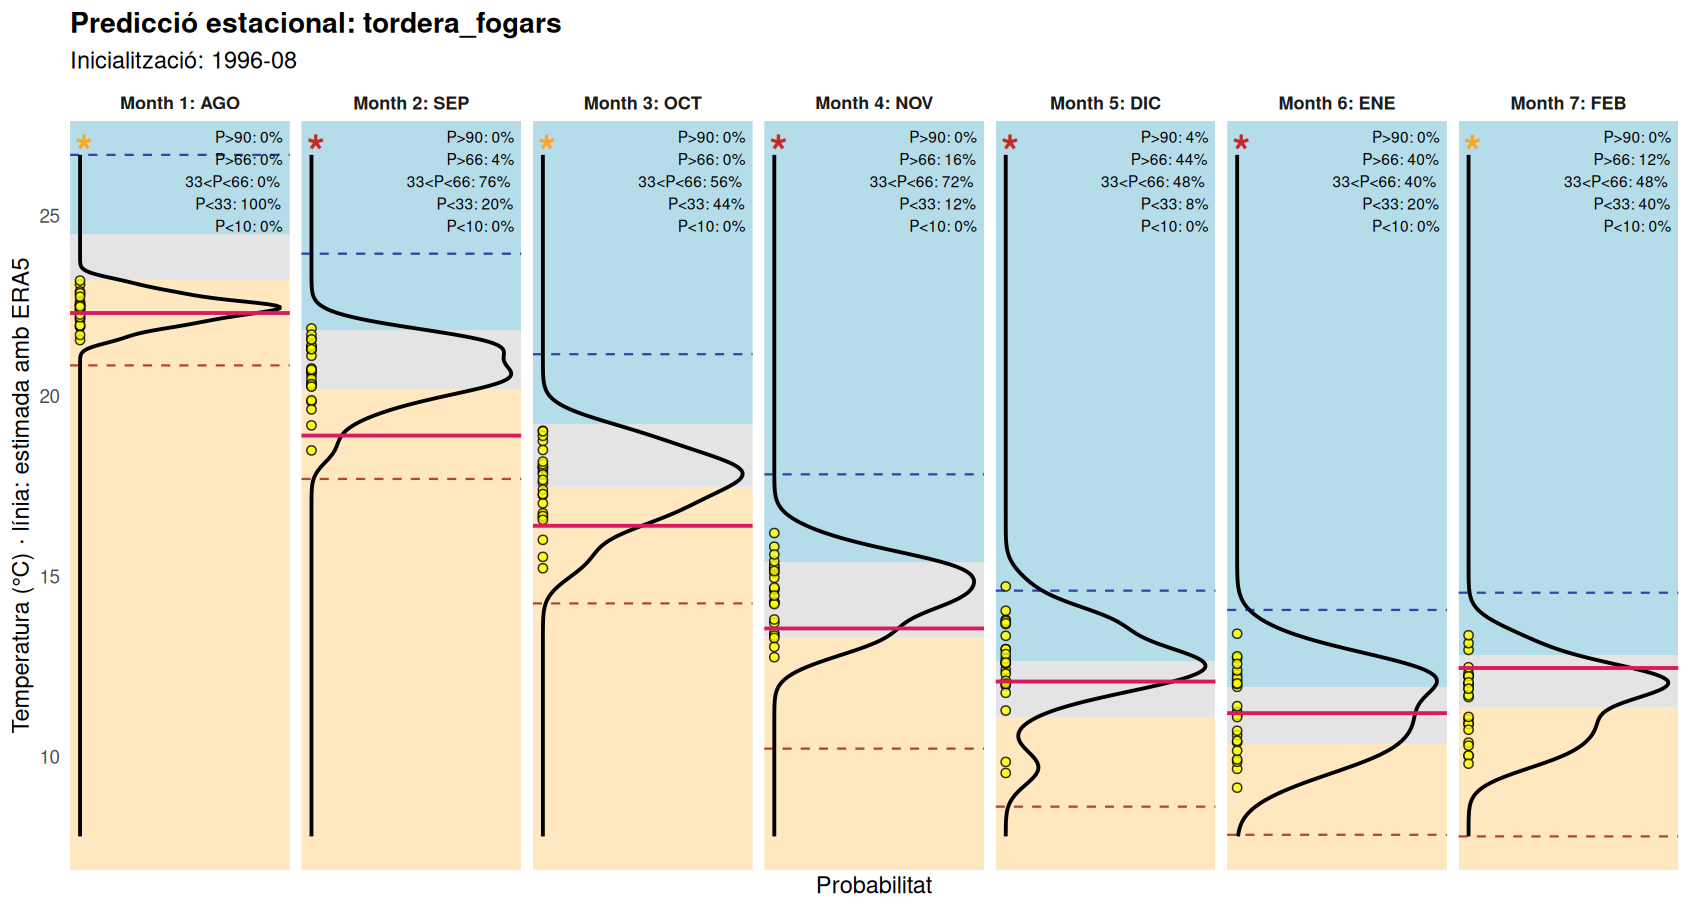 Predicció estacional: tordera_fogars
Inicialització: 1996-08
Month 1: AGO
Month 2: SEP
Month 3: OCT
Month 4: NOV
Month 5: DIC
Month 6: ENE
Month 7: FEB
P>90: 0%
P>66: 0%
33<P<66: 0%
P<33: 100%
P<10: 0%
P>90: 0%
P>66: 4%
33<P<66: 76%
P<33: 20%
P<10: 0%
P>90: 0%
P>66: 0%
33<P<66: 56%
P<33: 44%
P<10: 0%
P>90: 0%
P>66: 16%
33<P<66: 72%
P<33: 12%
P<10: 0%
P>90: 4%
P>66: 44%
33<P<66: 48%
P<33: 8%
P<10: 0%
P>90: 0%
P>66: 40%
33<P<66: 40%
P<33: 20%
P<10: 0%
P>90: 0%
P>66: 12%
33<P<66: 48%
P<33: 40%
P<10: 0%
25
20
15
10
Temperatura (°C) · línia: estimada amb ERA5
Probabilitat